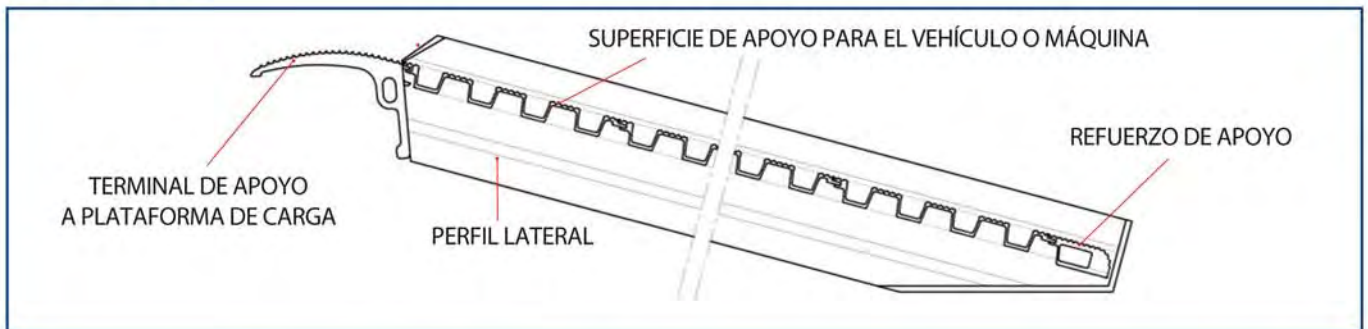 SUPERFICIE DE APOYO PARA EL VEHÍCULO O MÁQUINA
REFUERZO DE APOYO
TERMINAL DE APOYO
A PLATAFORMA DE CARGA
PERFIL LATERAL